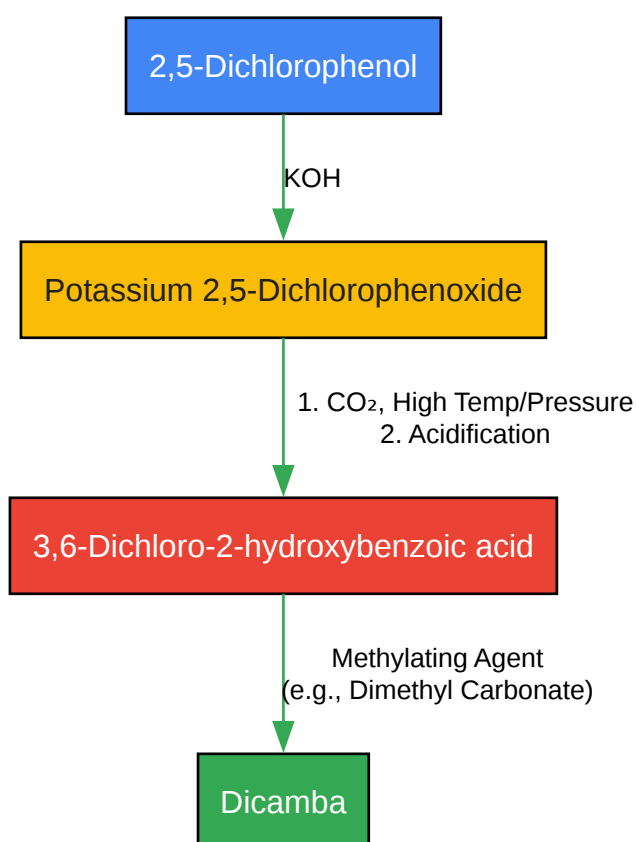 2,5-Dichlorophenol
KOH
Potassium 2,5-Dichlorophenoxide
1. CO₂, High Temp/Pressure
2. Acidification
3,6-Dichloro-2-hydroxybenzoic acid
Methylating Agent
(e.g., Dimethyl Carbonate)
Dicamba